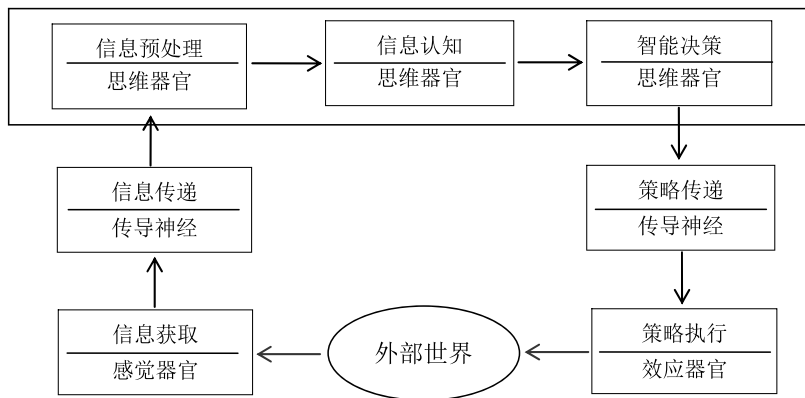 信息预处理
思维器官
信息认知
思维器官
智能决策
思维器官
信息传递
传导神经
策略传递
传导神经
信息获取
感觉器官
外部世界
策略执行
效应器官